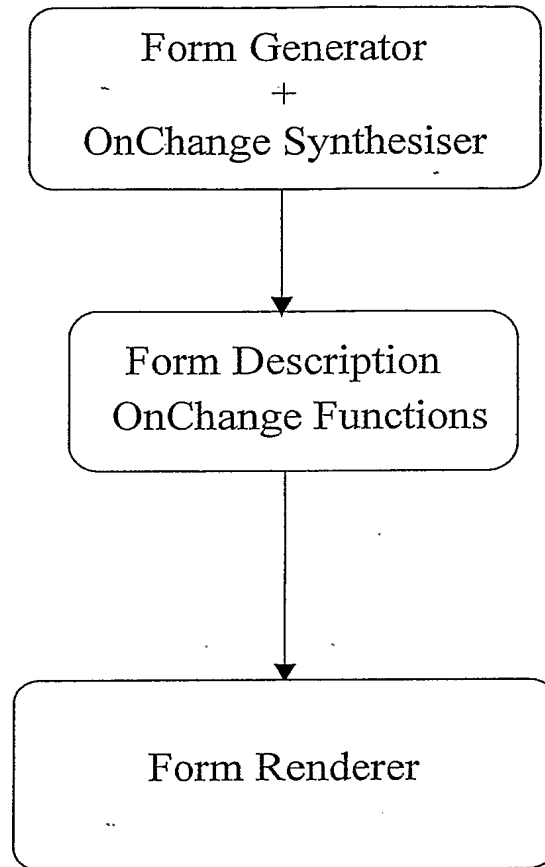 Form Generator
+
OnChange Synthesiser
Form Description
OnChange Functions
Form Renderer